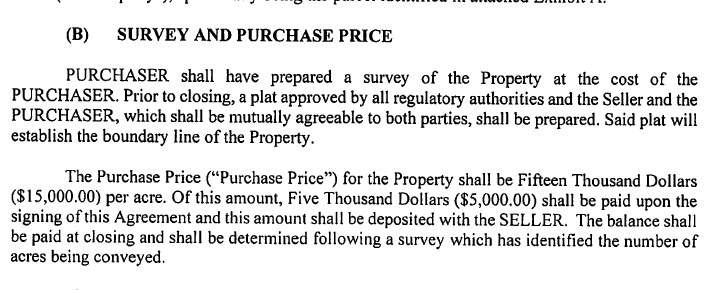 (B) SURVEY AND PURCHASE PRICE
PURCHASER shall have prepared a survey of the Property at the cost of the
PURCHASER. Prior to closing, a plat approved by all regulatory authorities and the Seller and the
PURCHASER, which shall be mutually agreeable to both parties, shall be prepared. Said plat will
establish the boundary line of the Property.
The Purchase Price ("Purchase Price") for the Property shall be Fifteen Thousand Dollars
($15,000.00) per acre. Of this amount, Five Thousand Dollars ($5,000.00) shall be paid upon the
signing of this Agreement and this amount shall be deposited with the SELLER. The balance shall
be paid at closing and shall be determined following a survey which has identified the number of
acres being conveyed.